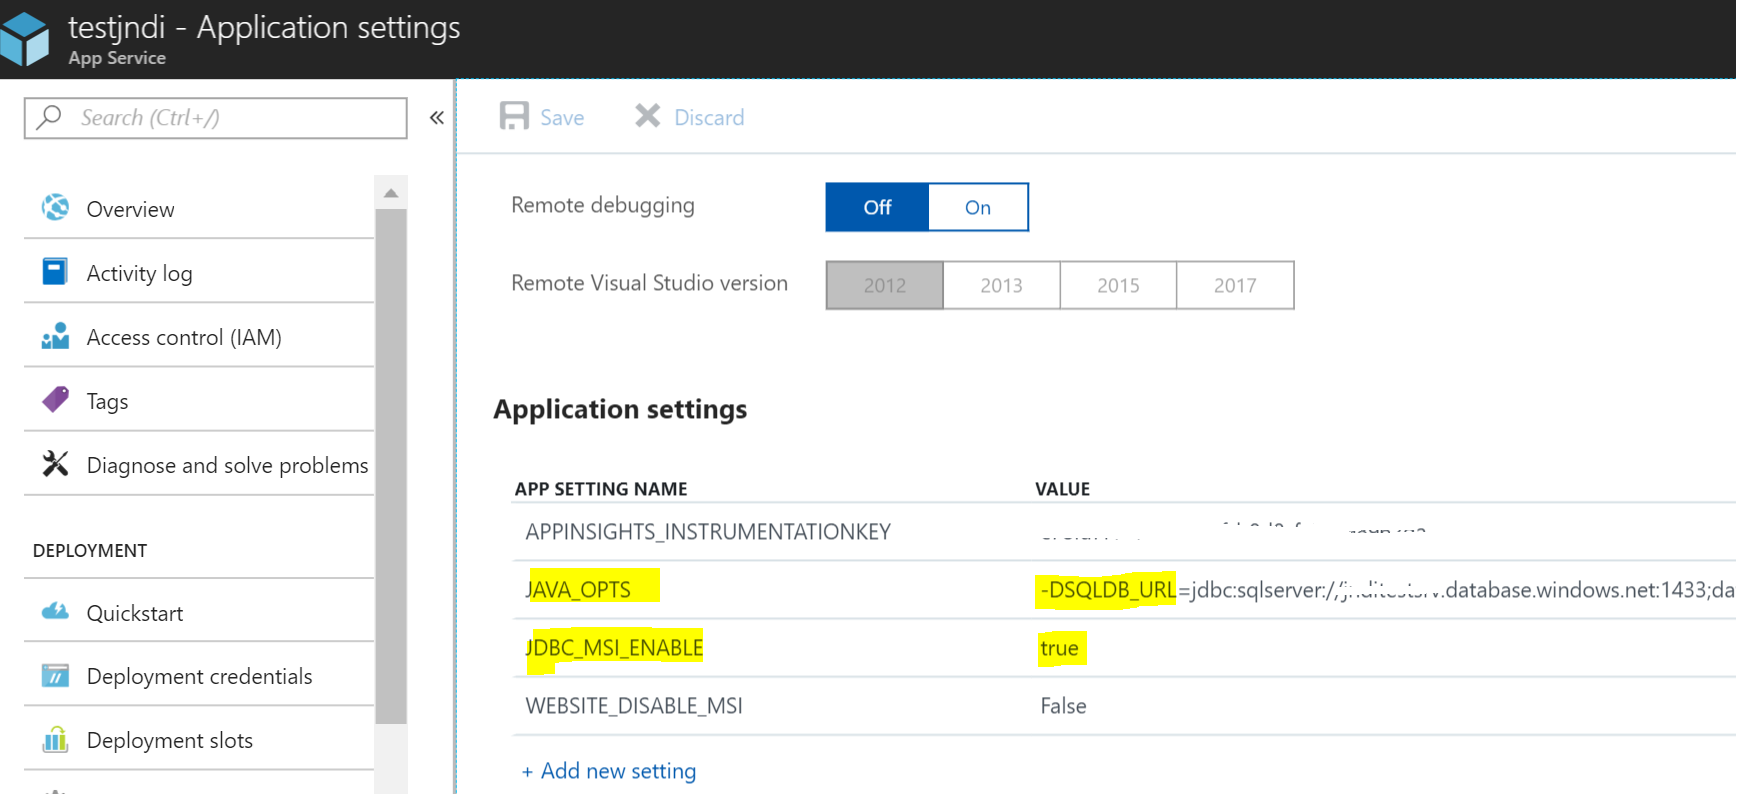 testjndi - Application settings
App Service
Search (Ctrl+/)
«
Save
Discard
Overview
Activity log
Access control (IAM)
Tags
Diagnose and solve problems
DEPLOYMENT
Quickstart
Deployment credentials
Deployment slots
Remote debugging
Off
On
Remote Visual Studio version
2012
2013
2015
2017
Application settings
APP SETTING NAME
VALUE
APPINSIGHTS_INSTRUMENTATIONKEY
JAVA_OPTS
-DSQLDB_URL=jdbc:sqlserver:// .database.windows.net:1433;da
JDBC_MSI_ENABLE
true
WEBSITE_DISABLE_MSI
False
+ Add new setting